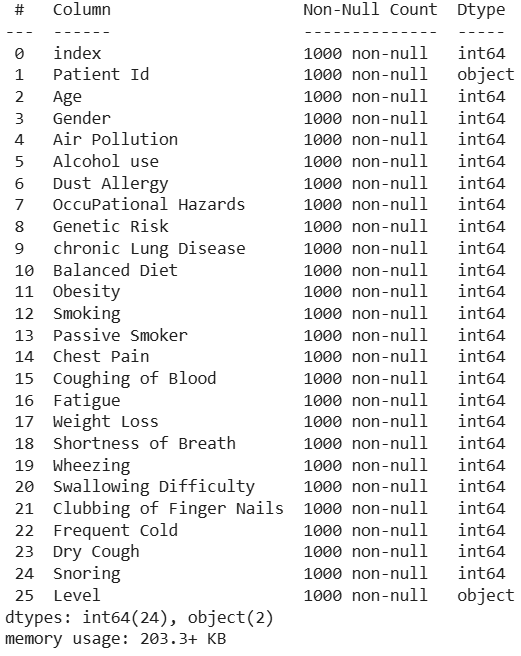 #   Column                    Non-Null Count  Dtype
---  ------                    --------------  -----
 0   index                     1000 non-null   int64
 1   Patient Id                1000 non-null   object
 2   Age                       1000 non-null   int64
 3   Gender                    1000 non-null   int64
 4   Air Pollution             1000 non-null   int64
 5   Alcohol use               1000 non-null   int64
 6   Dust Allergy              1000 non-null   int64
 7   OccuPational Hazards      1000 non-null   int64
 8   Genetic Risk              1000 non-null   int64
 9   chronic Lung Disease      1000 non-null   int64
 10  Balanced Diet             1000 non-null   int64
 11  Obesity                   1000 non-null   int64
 12  Smoking                   1000 non-null   int64
 13  Passive Smoker            1000 non-null   int64
 14  Chest Pain                1000 non-null   int64
 15  Coughing of Blood         1000 non-null   int64
 16  Fatigue                   1000 non-null   int64
 17  Weight Loss               1000 non-null   int64
 18  Shortness of Breath       1000 non-null   int64
 19  Wheezing                  1000 non-null   int64
 20  Swallowing Difficulty     1000 non-null   int64
 21  Clubbing of Finger Nails  1000 non-null   int64
 22  Frequent Cold             1000 non-null   int64
 23  Dry Cough                 1000 non-null   int64
 24  Snoring                   1000 non-null   int64
 25  Level                     1000 non-null   object
dtypes: int64(24), object(2)
memory usage: 203.3+ KB